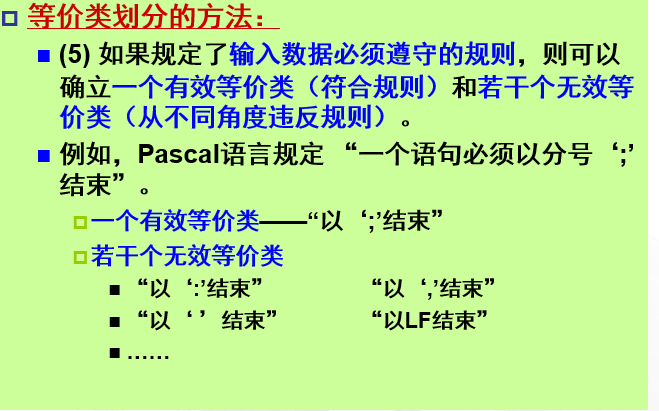 等价类划分的方法：
(5) 如果规定了输入数据必须遵守的规则，则可以
确立一个有效等价类（符合规则）和若干个无效等
价类（从不同角度违反规则）。
例如，Pascal语言规定 “一个语句必须以分号‘;’
结束”。
一个有效等价类——“以‘;’结束”
若干个无效等价类
“以‘:’结束” “以‘,’结束”
“以‘ ’结束” “以LF结束”
……